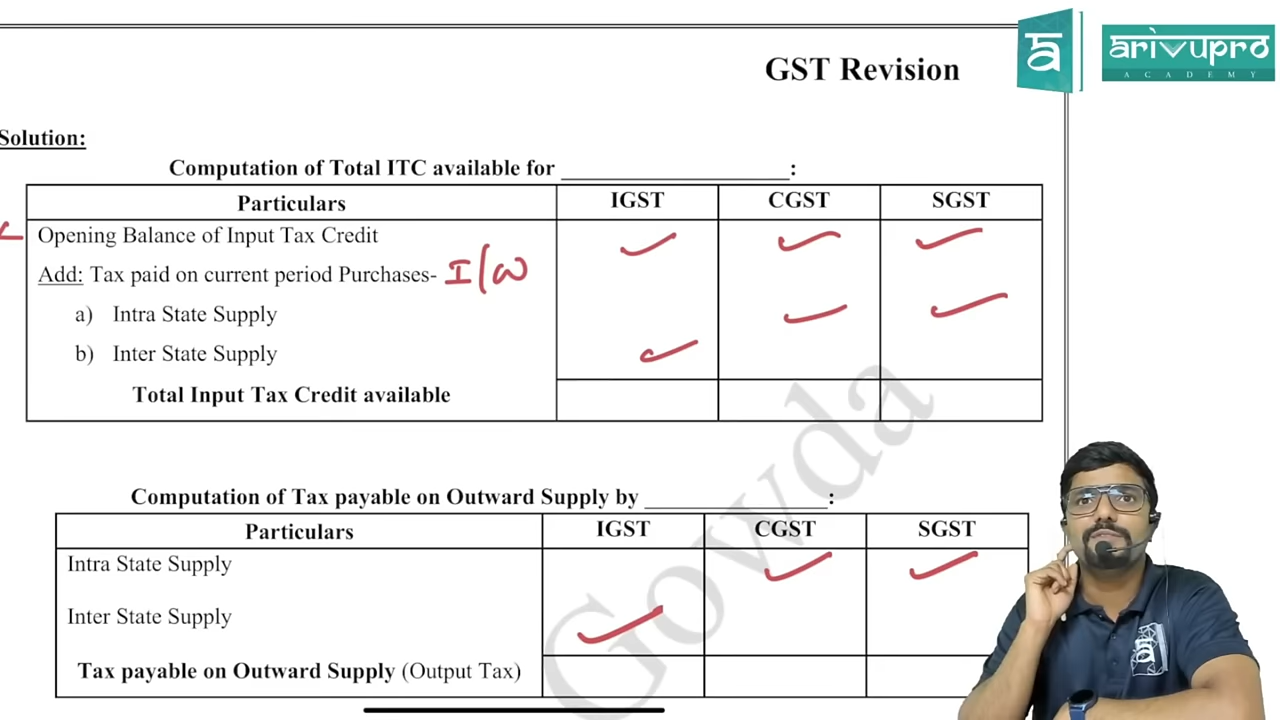 GST Revision
ā arivupro
ACADEMY
Solution:
Computation of Total ITC available for ____________________:
Particulars IGST CGST SGST
Opening Balance of Input Tax Credit
Add: Tax paid on current period Purchases- I/W
a) Intra State Supply
b) Inter State Supply
Total Input Tax Credit available
Computation of Tax payable on Outward Supply by ________________:
Particulars IGST CGST SGST
Intra State Supply
Inter State Supply
Tax payable on Outward Supply (Output Tax)
Gowda